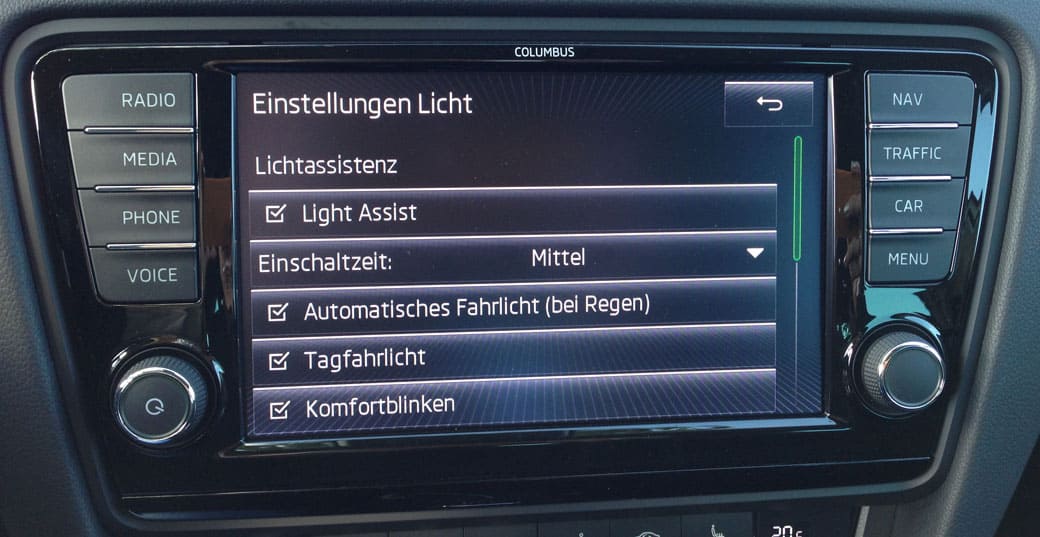 COLUMBUS
RADIO
MEDIA
PHONE
VOICE
Einstellungen Licht
Lichtassistenz
Light Assist
Einschaltzeit: Mittel
Automatisches Fahrlicht (bei Regen)
Tagfahrlicht
Komfortblinken
NAV
TRAFFIC
CAR
MENU